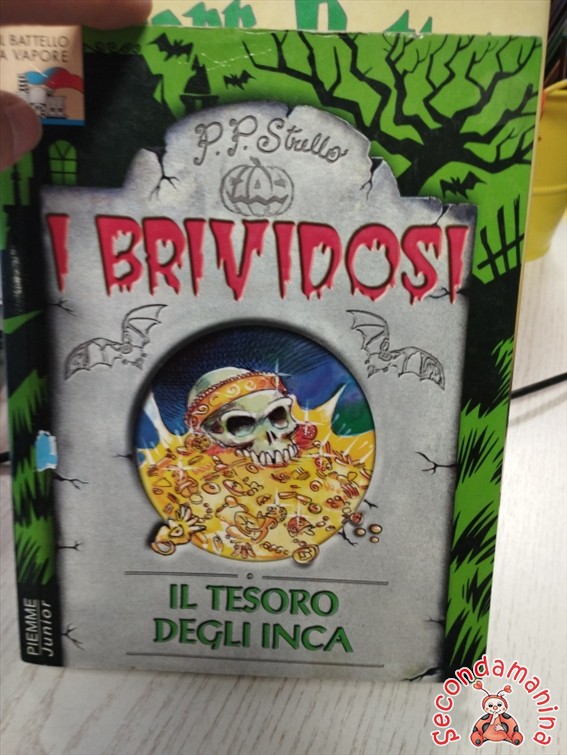 IL BATTELLO
A VAPORE
P. P. Strello
I BRIVIDOSI
IL TESORO
DEGLI INCA
PIEMME
Junior
Secondamanina